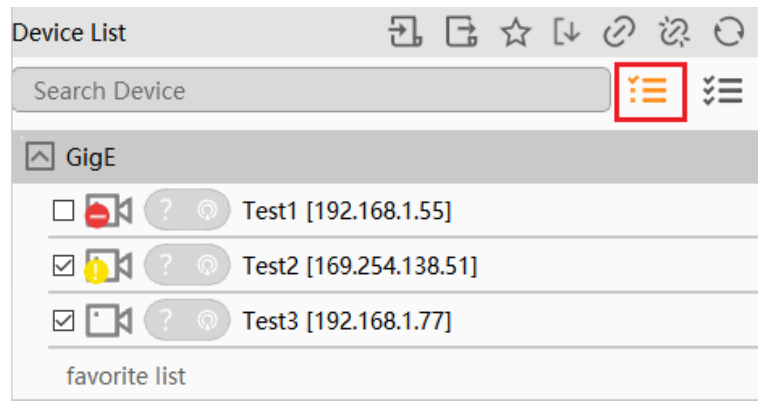 Device List
Search Device
GigE
Test1 [192.168.1.55]
Test2 [169.254.138.51]
Test3 [192.168.1.77]
favorite list